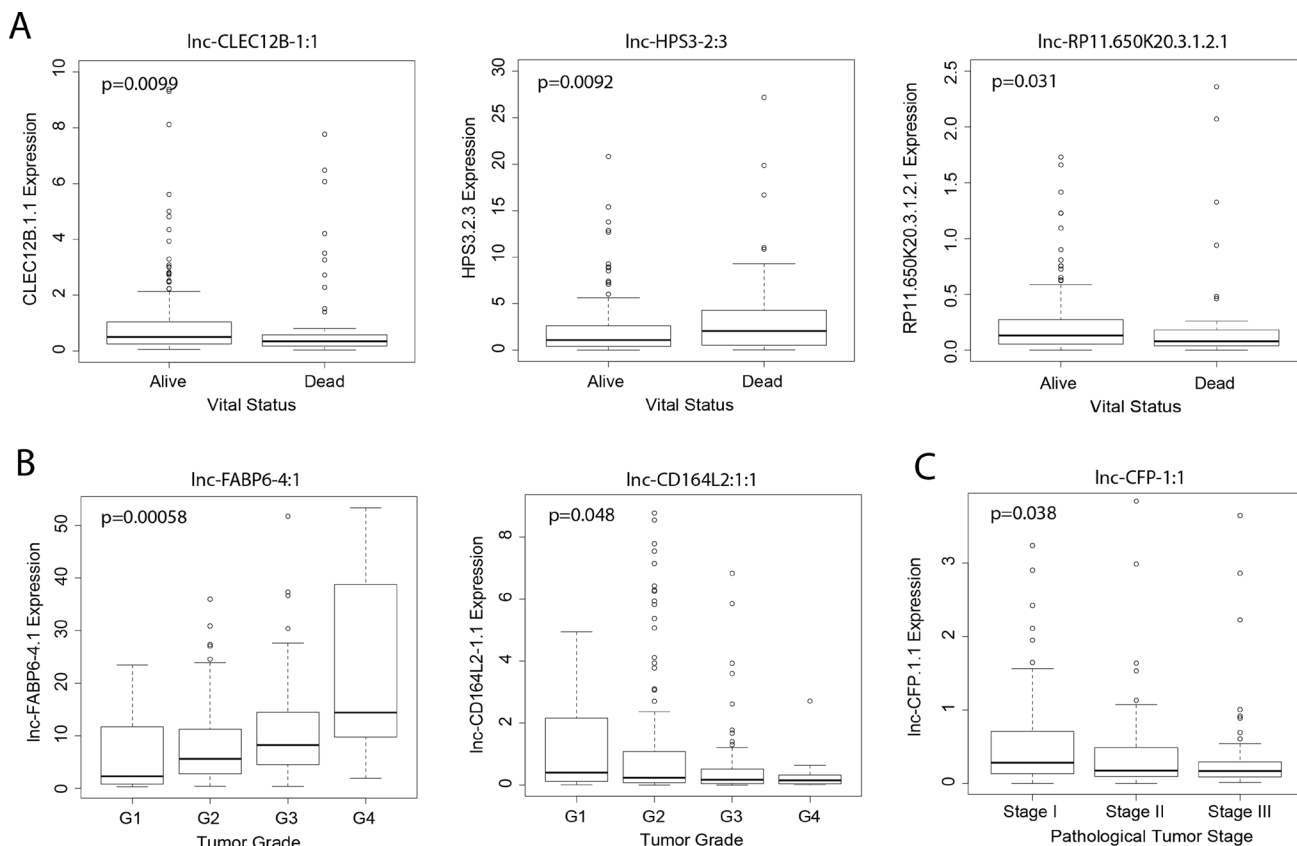 A
lnc-CLEC12B-1:1
p=0.0099
CLEC12B.1.1 Expression
10
8
6
4
2
0
Alive
Dead
Vital Status
lnc-HPS3-2:3
p=0.0092
HPS3.2.3 Expression
30
25
20
15
10
5
0
Alive
Dead
Vital Status
lnc-RP11.650K20.3.1.2.1
p=0.031
RP11.650K20.3.1.2.1 Expression
2.5
2.0
1.5
1.0
0.5
0.0
Alive
Dead
Vital Status
B
lnc-FABP6-4:1
p=0.00058
lnc-FABP6-4.1 Expression
50
40
30
20
10
0
G1
G2
G3
G4
Tumor Grade
lnc-CD164L2:1:1
p=0.048
lnc-CD164L2-1.1 Expression
8
6
4
2
0
G1
G2
G3
G4
Tumor Grade
C
lnc-CFP-1:1
p=0.038
lnc-CFP.1.1 Expression
3
2
1
0
Stage I
Stage II
Stage III
Pathological Tumor Stage